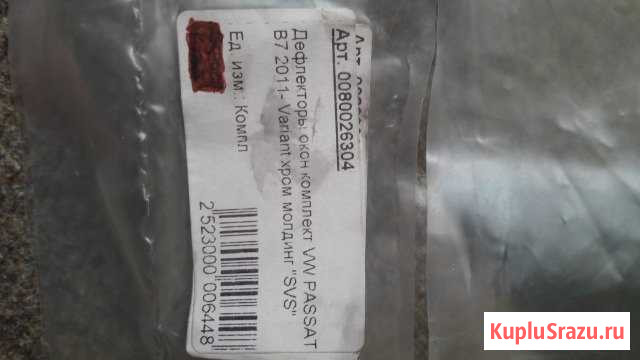 Арт. 0080026304
Дефлекторы окон комплект VW PASSAT
B7 2011- Variant хром молдинг "SVS"
Ед. изм.: Компл
2 523000 006448
KupluSrazu.ru